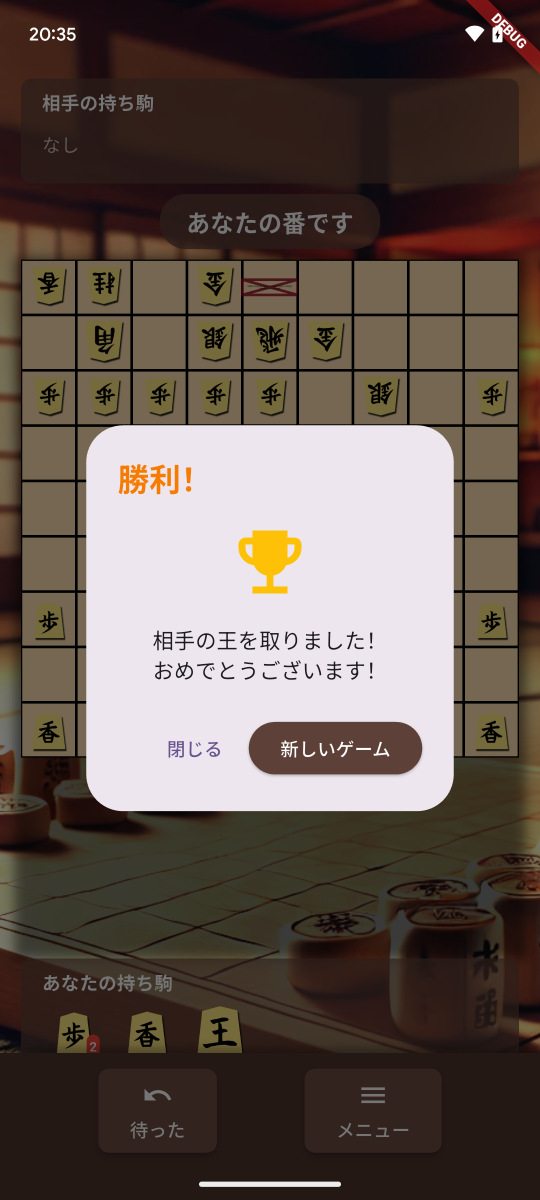 20:35
DEBUG
相手の持ち駒
なし
あなたの番です
香 桂 金
角 銀 飛 金
歩 歩 歩 歩 歩 銀 歩
勝利！
相手の王を取りました！
おめでとうございます！
閉じる 新しいゲーム
歩 歩
香 香
あなたの持ち駒
歩 2 香 王
待った メニュー